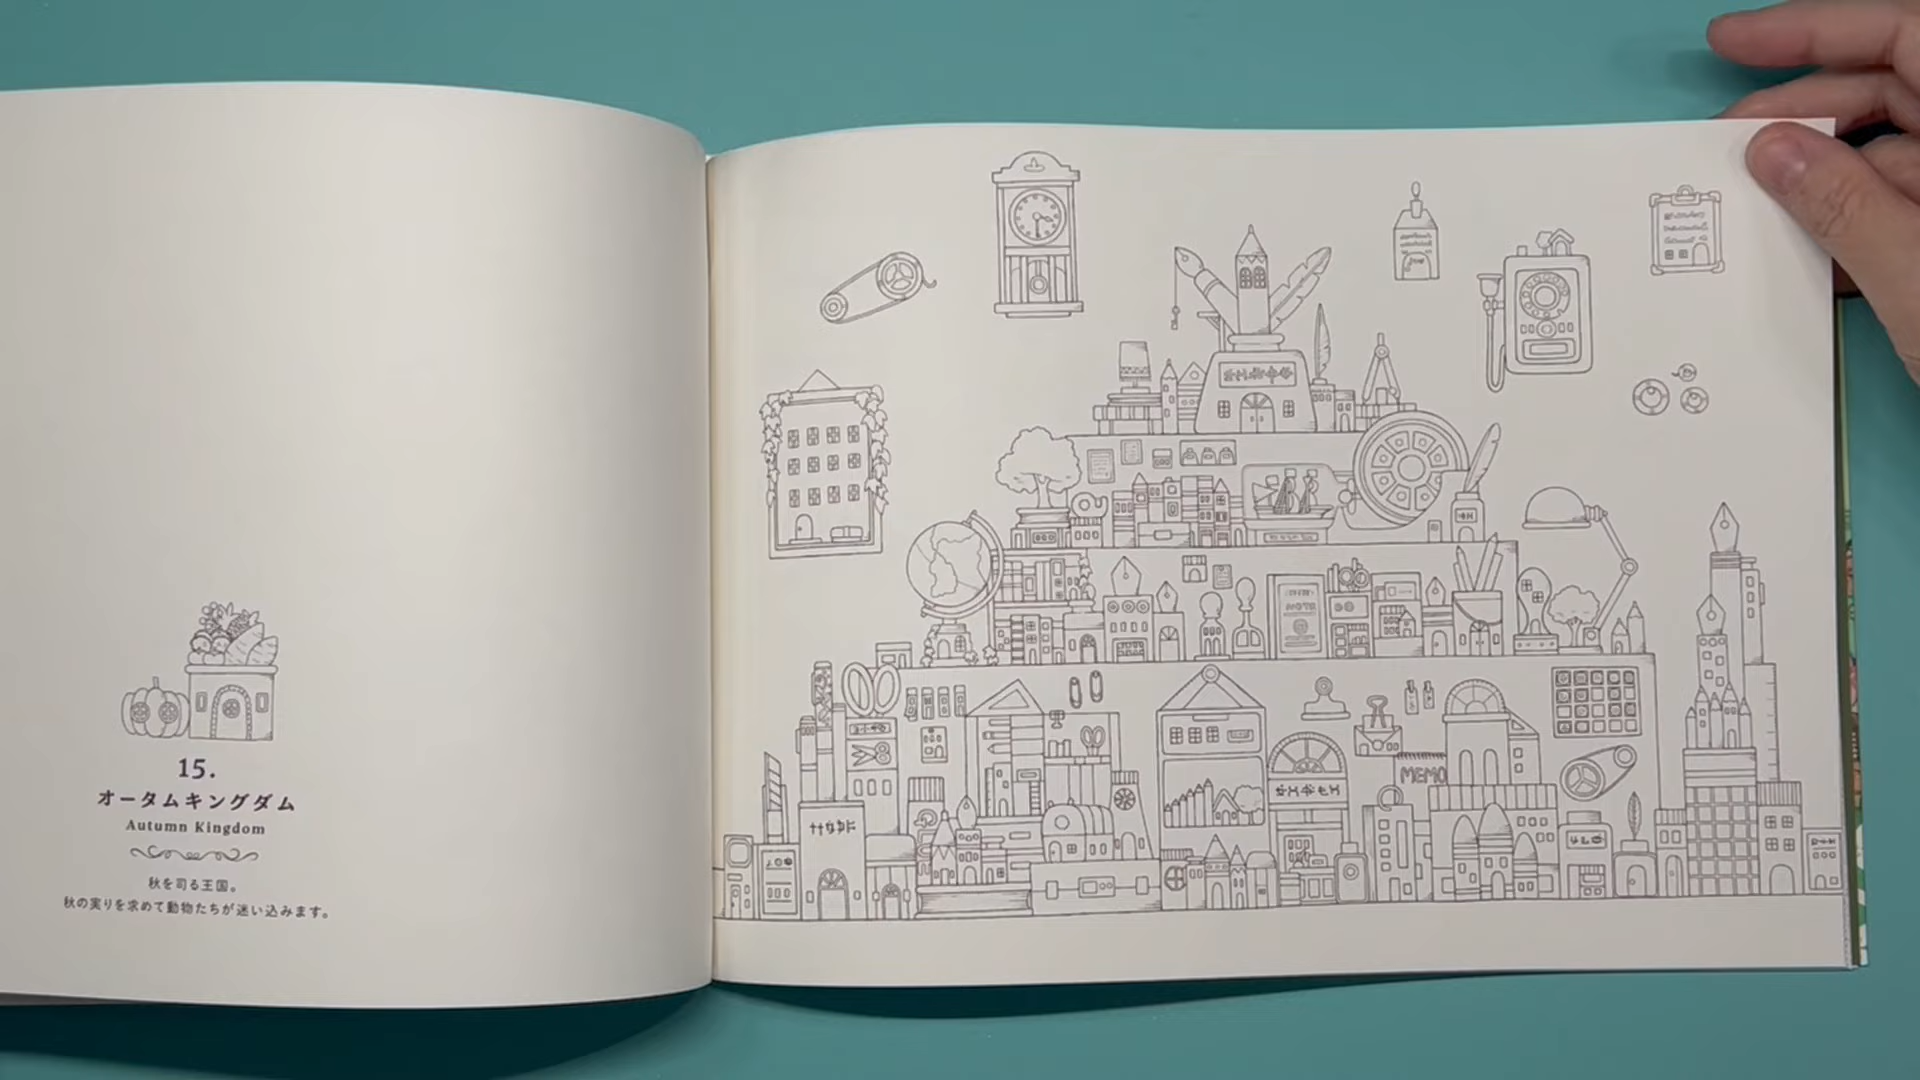 15.
オータムキングダム
Autumn Kingdom
秋を司る王国。
秋の実りを求めて動物たちが迷い込みます。
MEMO